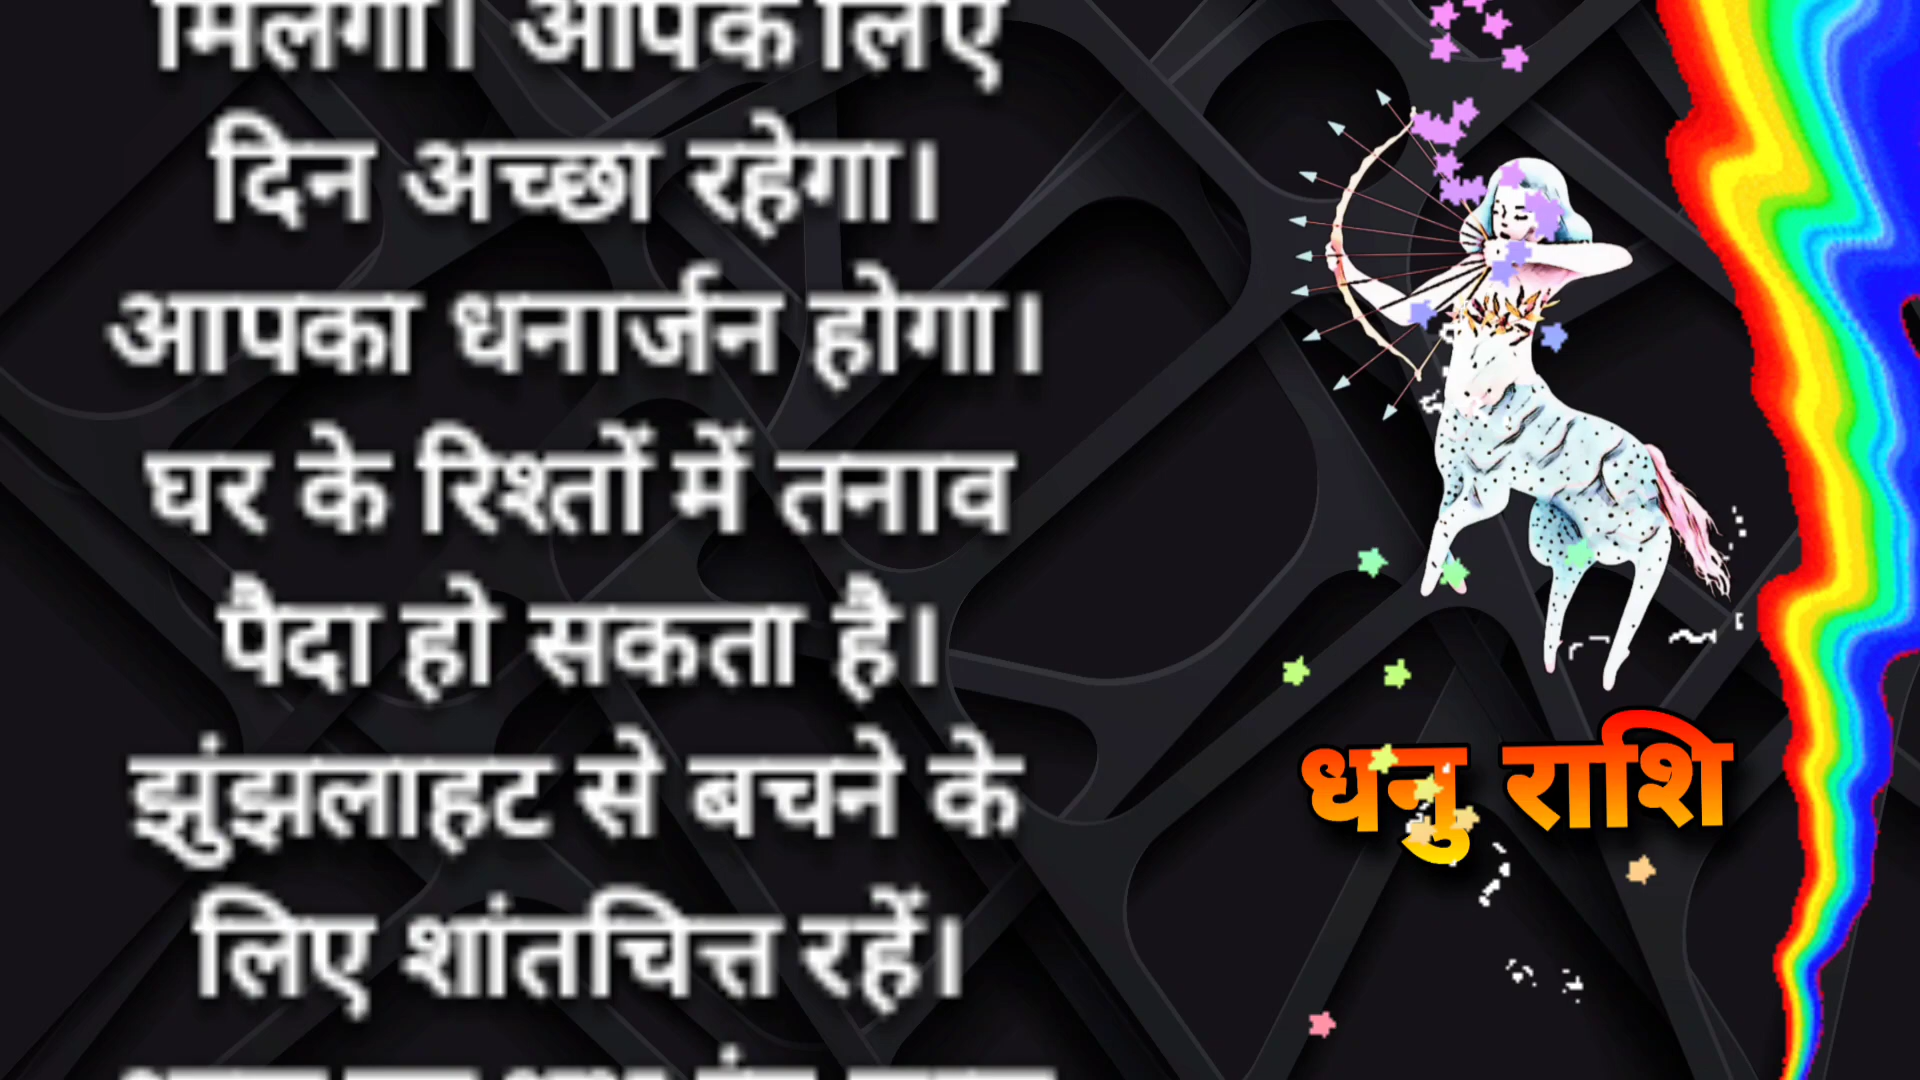 मिलेगा। आपके लिए
दिन अच्छा रहेगा।
आपका धनार्जन होगा।
घर के रिश्तों में तनाव
पैदा हो सकता है।
झुंझलाहट से बचने के
लिए शांतचित्त रहें।
धनु राशि